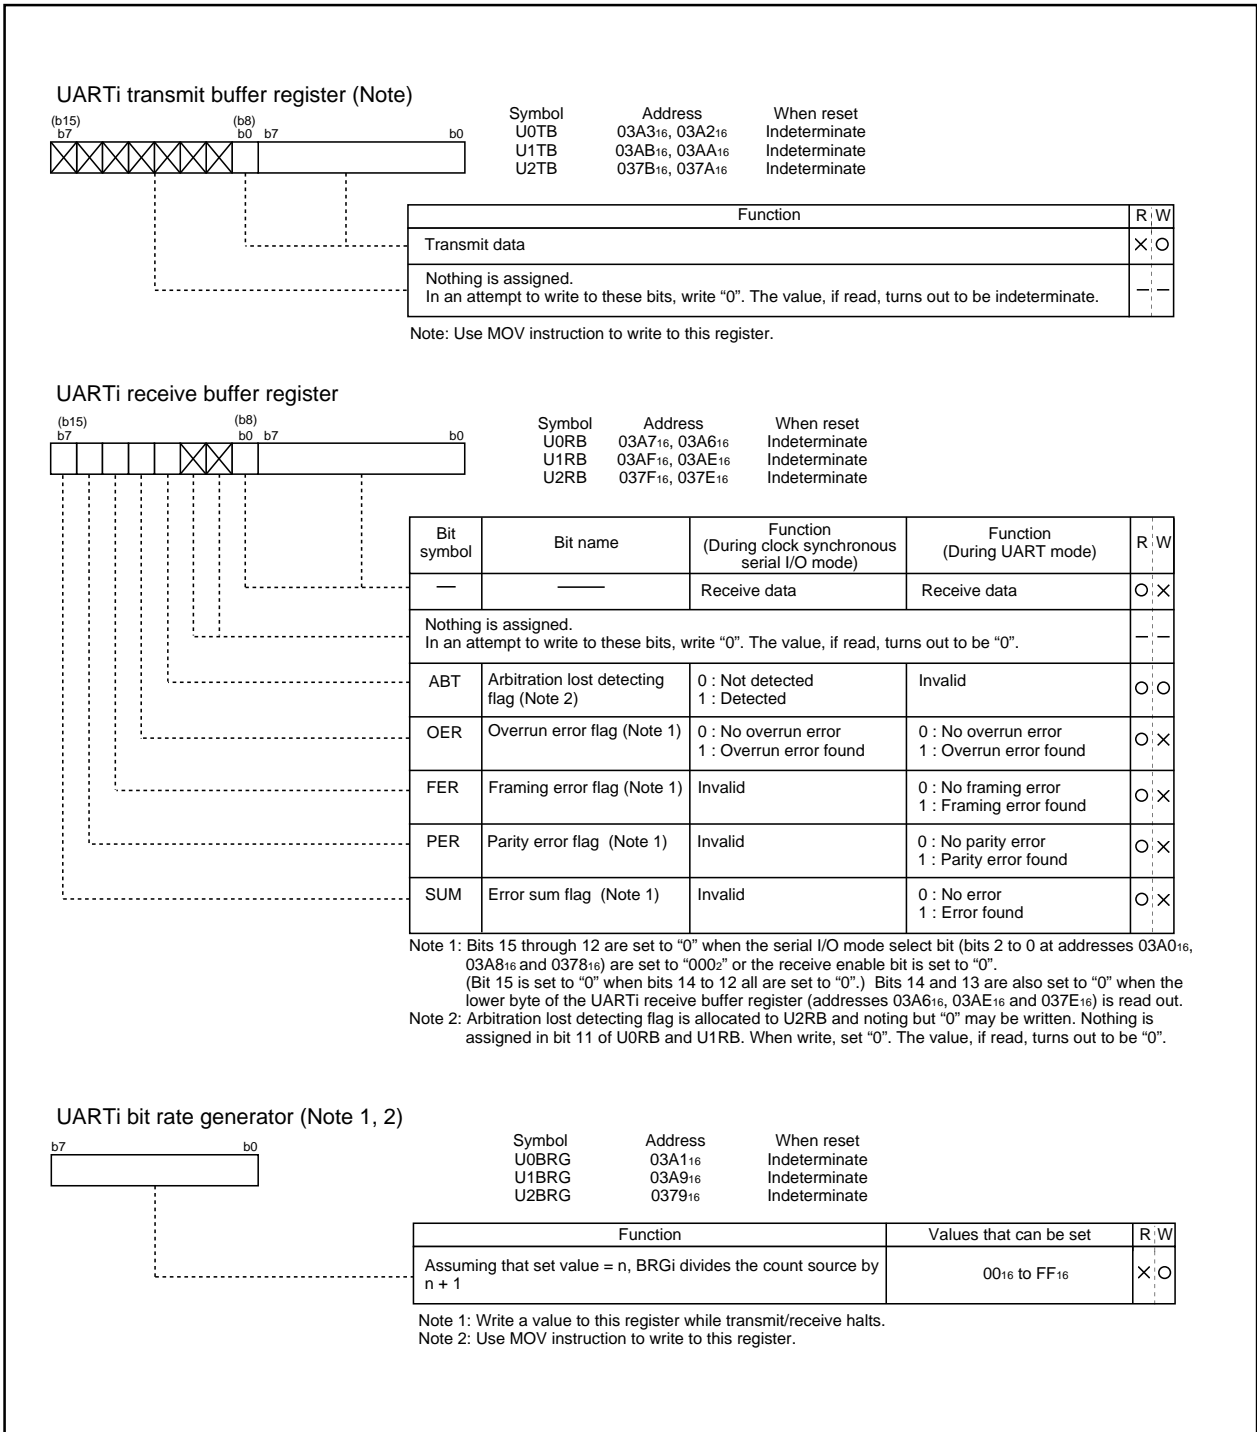 UARTi transmit buffer register (Note)
(b15) (b8)
b7 b0 b7 b0
Symbol Address When reset
U0TB 03A316, 03A216 Indeterminate
U1TB 03AB16, 03AA16 Indeterminate
U2TB 037B16, 037A16 Indeterminate
Function R W
Transmit data
Nothing is assigned.
In an attempt to write to these bits, write “0”. The value, if read, turns out to be indeterminate.
Note: Use MOV instruction to write to this register.
UARTi receive buffer register
(b15) (b8)
b7 b0 b7 b0
Symbol Address When reset
U0RB 03A716, 03A616 Indeterminate
U1RB 03AF16, 03AE16 Indeterminate
U2RB 037F16, 037E16 Indeterminate
Bit symbol Bit name Function (During clock synchronous serial I/O mode) Function (During UART mode) R W
Receive data Receive data
Nothing is assigned.
In an attempt to write to these bits, write “0”. The value, if read, turns out to be “0”.
ABT Arbitration lost detecting 0 : Not detected Invalid
flag (Note 2) 1 : Detected
OER Overrun error flag (Note 1) 0 : No overrun error 0 : No overrun error
1 : Overrun error found 1 : Overrun error found
FER Framing error flag (Note 1) Invalid 0 : No framing error
1 : Framing error found
PER Parity error flag (Note 1) Invalid 0 : No parity error
1 : Parity error found
SUM Error sum flag (Note 1) Invalid 0 : No error
1 : Error found
Note 1: Bits 15 through 12 are set to “0” when the serial I/O mode select bit (bits 2 to 0 at addresses 03A016,
03A816 and 037816) are set to “0002” or the receive enable bit is set to “0”.
(Bit 15 is set to “0” when bits 14 to 12 all are set to “0”.) Bits 14 and 13 are also set to “0” when the
lower byte of the UARTi receive buffer register (addresses 03A616, 03AE16 and 037E16) is read out.
Note 2: Arbitration lost detecting flag is allocated to U2RB and noting but “0” may be written. Nothing is
assigned in bit 11 of U0RB and U1RB. When write, set “0”. The value, if read, turns out to be “0”.
UARTi bit rate generator (Note 1, 2)
b7 b0
Symbol Address When reset
U0BRG 03A116 Indeterminate
U1BRG 03A916 Indeterminate
U2BRG 037916 Indeterminate
Function Values that can be set R W
Assuming that set value = n, BRGi divides the count source by
n + 1 0016 to FF16
Note 1: Write a value to this register while transmit/receive halts.
Note 2: Use MOV instruction to write to this register.